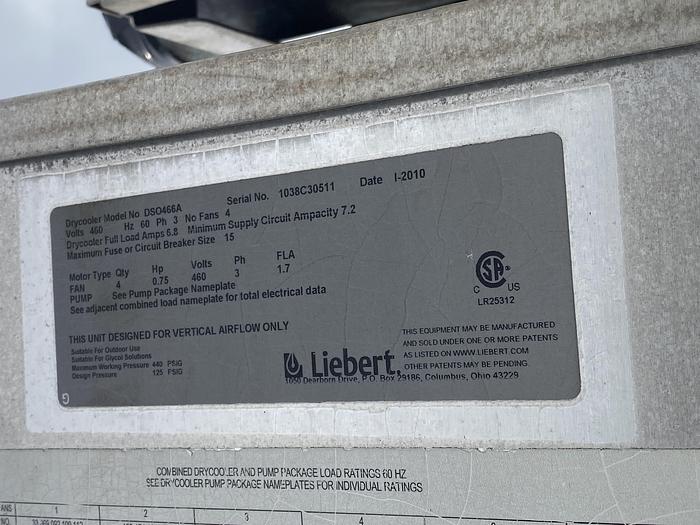 Drycooler Model No DSO466A Serial No. 1038C30511 Date I-2010
Volts 460 Hz 60 Ph 3 No Fans 4
Drycooler Full Load Amps 6.8 Minimum Supply Circuit Ampacity 7.2
Maximum Fuse or Circuit Breaker Size 15
Motor Type Qty Hp Volts Ph FLA
FAN 4 0.75 460 3 1.7
PUMP See Pump Package Nameplate
See adjacent combined load nameplate for total electrical data
CSA ®
C US
LR25312
THIS UNIT DESIGNED FOR VERTICAL AIRFLOW ONLY
Suitable For Outdoor Use
Suitable For Glycol Solutions
Maximum Working Pressure 440 PSIG
Design Pressure 125 PSIG
Liebert.
1050 Dearborn Drive, P.O. Box 29186, Columbus, Ohio 43229
THIS EQUIPMENT MAY BE MANUFACTURED
AND SOLD UNDER ONE OR MORE PATENTS
AS LISTED ON WWW.LIEBERT.COM
OTHER PATENTS MAY BE PENDING.
G
COMBINED DRYCOOLER AND PUMP PACKAGE LOAD RATINGS 60 HZ
SEE DRYCOOLER PUMP PACKAGE NAMEPLATES FOR INDIVIDUAL RATINGS
ANS 1 2 3 4
NO